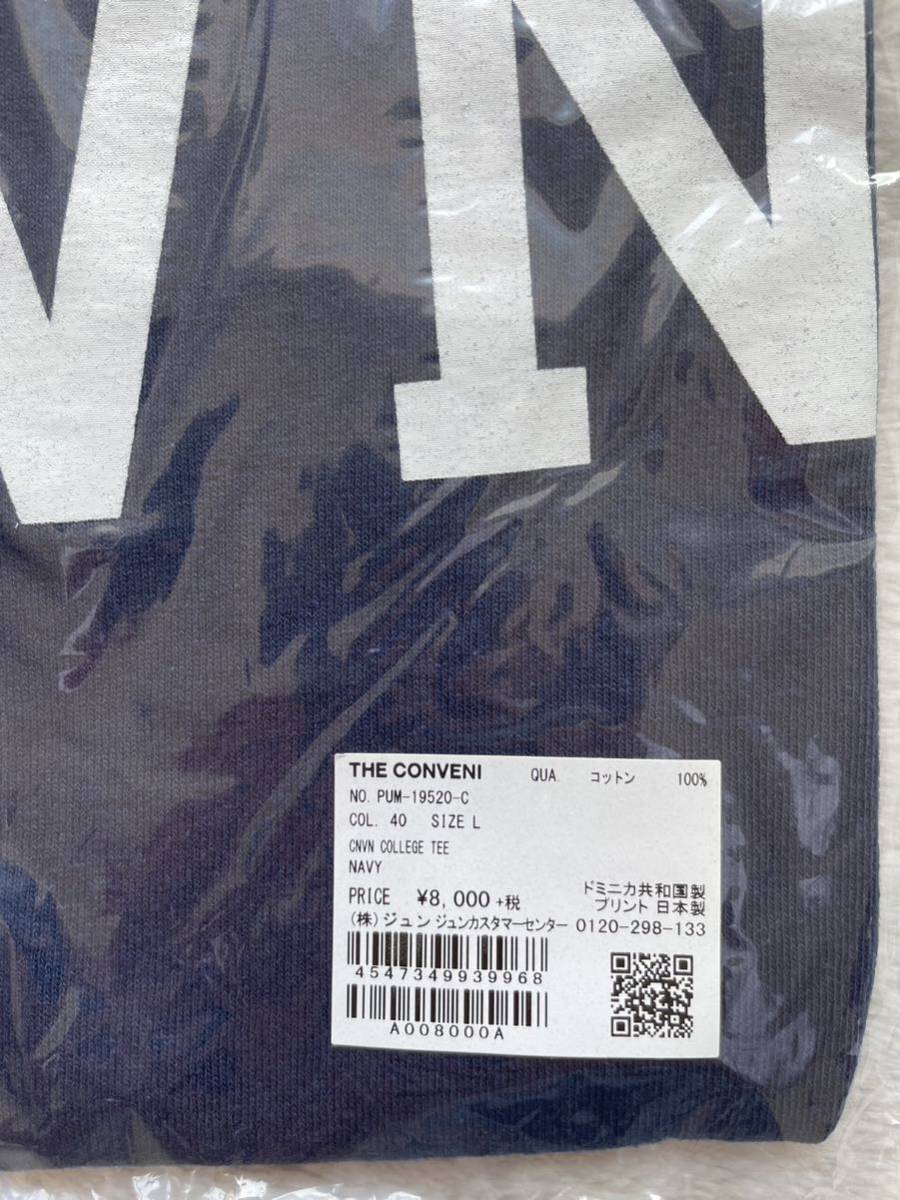 VN
THE CONVENI QUA. コットン 100%
NO. PUM-19520-C
COL. 40 SIZE L
CNVN COLLEGE TEE
NAVY
PRICE ¥8,000+税
ドミニカ共和国製
プリント 日本製
(株)ジュン ジュンカスタマーセンター 0120-298-133
4547349939968
A008000A